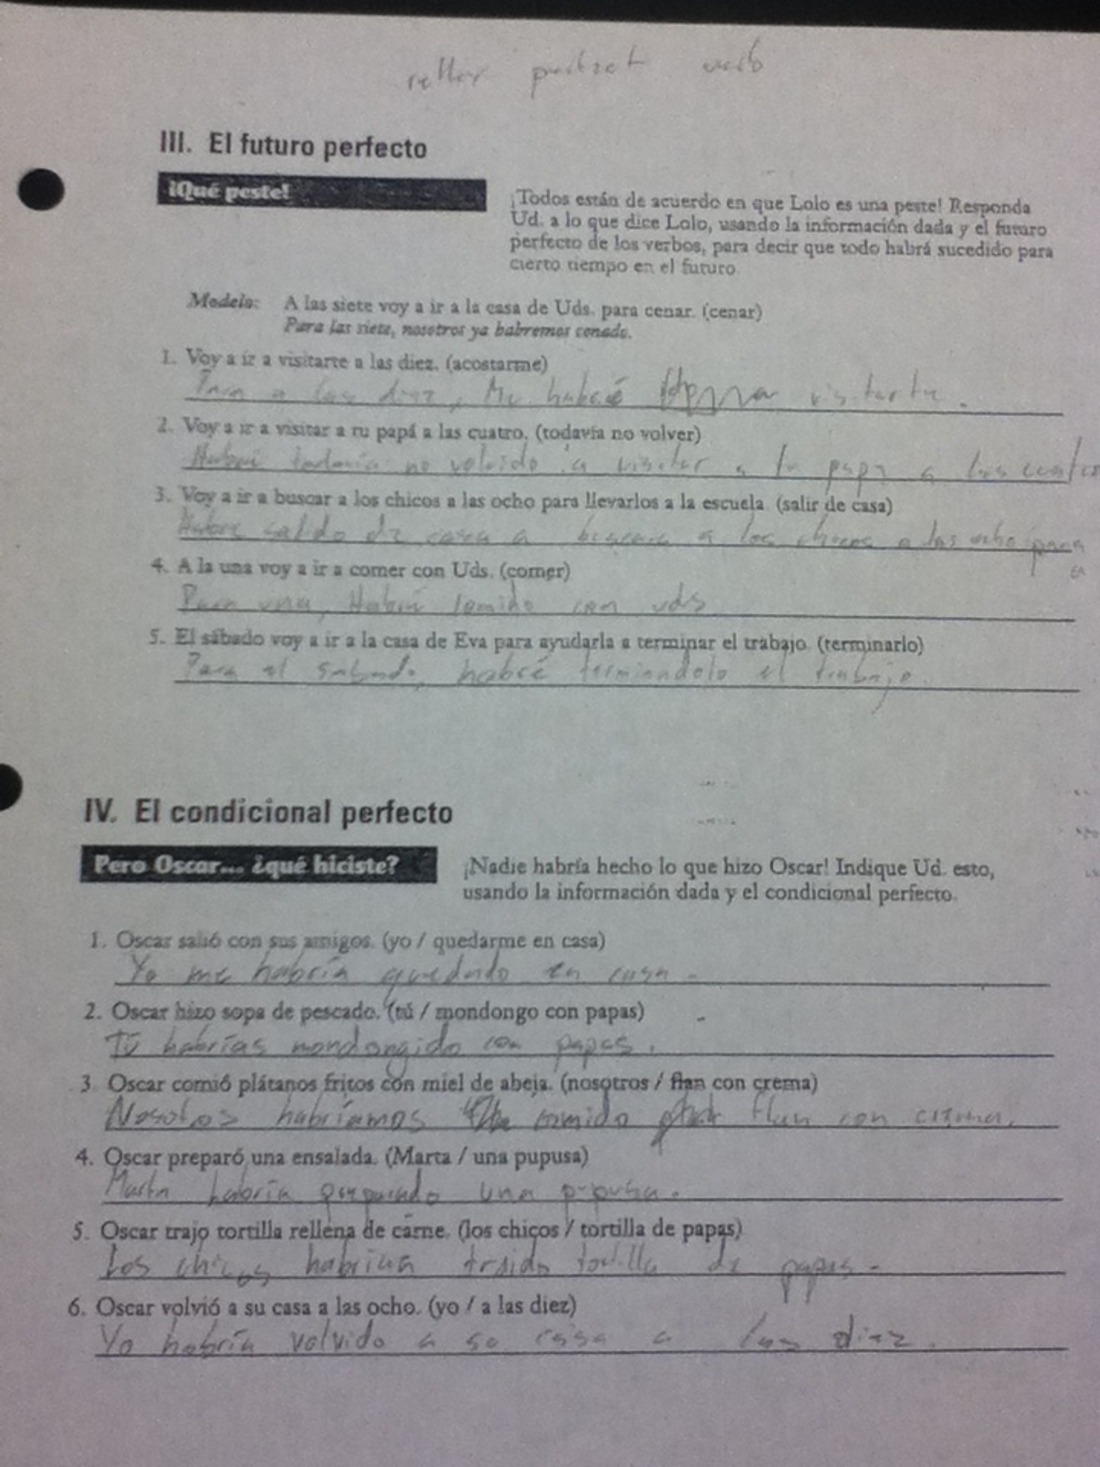 III. El futuro perfecto
¡Qué peste!
¡Todos están de acuerdo en que Lolo es una peste! Responda
Ud. a lo que dice Lolo, usando la información dada y el futuro
perfecto de los verbos, para decir que todo habrá sucedido para
cierto tiempo en el futuro.
Modelo: A las siete voy a ir a la casa de Uds. para cenar. (cenar)
Para las siete, nosotros ya habremos cenado.
1. Voy a ir a visitarte a las diez. (acostarme)
Para a las diez, Me habré visitarte.
2. Voy a ir a visitar a tu papá a las cuatro. (todavía no volver)
Habré todavía no volvido a visitar a tu papa a las cuatro
3. Voy a ir a buscar a los chicos a las ocho para llevarlos a la escuela. (salir de casa)
Habré salido de casa a buscar a los chicos a las ocho para
4. A la una voy a ir a comer con Uds. (comer)
Para una, Habré comido con uds
5. El sábado voy a ir a la casa de Eva para ayudarla a terminar el trabajo. (terminarlo)
Para el sabado, habré termiandolo el trabajo.
IV. El condicional perfecto
Pero Oscar... ¿qué hiciste?
¡Nadie habría hecho lo que hizo Oscar! Indique Ud. esto,
usando la información dada y el condicional perfecto.
1. Oscar salió con sus amigos. (yo / quedarme en casa)
Yo me habría quedado en casa.
2. Oscar hizo sopa de pescado. (tú / mondongo con papas)
Tú habrías mondongido con papas.
3. Oscar comió plátanos fritos con miel de abeja. (nosotros / flan con crema)
Nosotos habríamos comido flan con crema.
4. Oscar preparó una ensalada. (Marta / una pupusa)
Marta habría preparado una pupusa.
5. Oscar trajo tortilla rellena de carne. (los chicos / tortilla de papas)
Los chicos habrían traido tortilla de papas.
6. Oscar volvió a su casa a las ocho. (yo / a las diez)
Yo habría volvido a so casa a las diez.